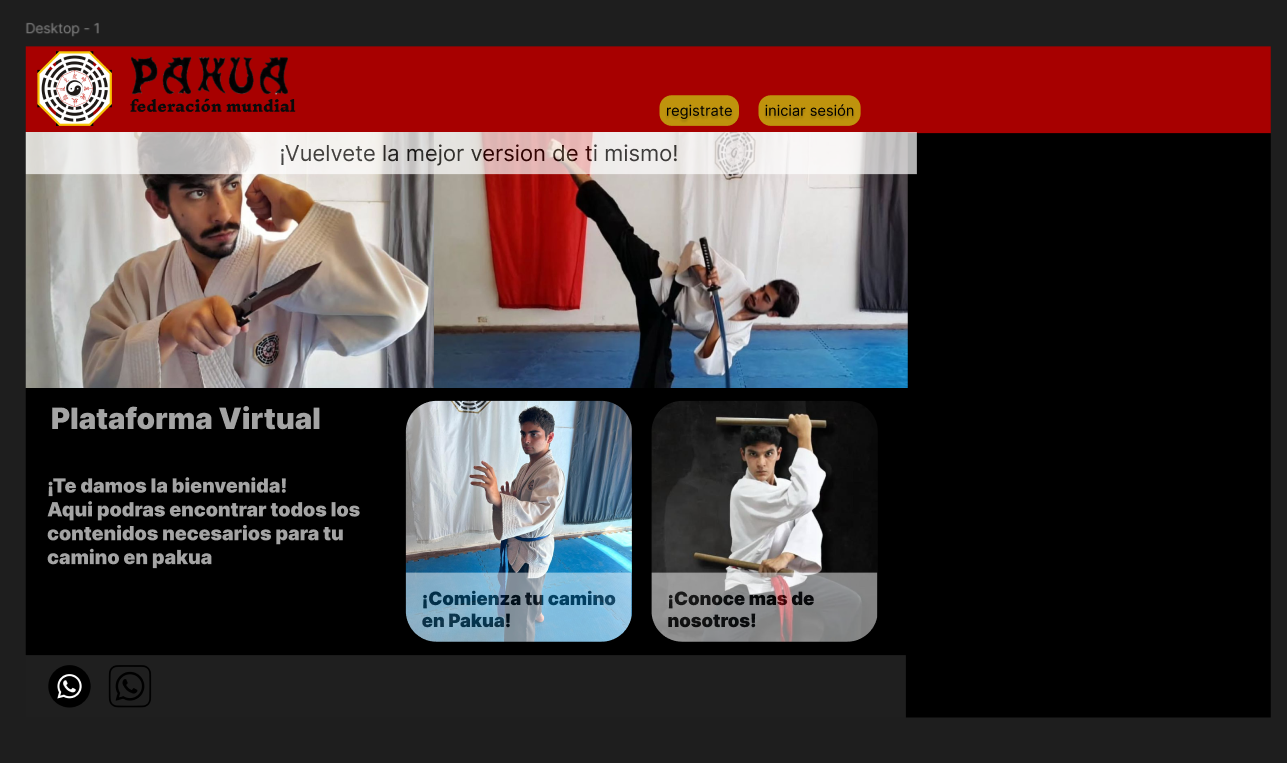 Desktop - 1
PAKUA
federación mundial
registrate
iniciar sesión
¡Vuelvete la mejor version de ti mismo!
Plataforma Virtual
¡Te damos la bienvenida!
Aqui podras encontrar todos los
contenidos necesarios para tu
camino en pakua
¡Comienza tu camino
en Pakua!
¡Conoce mas de
nosotros!